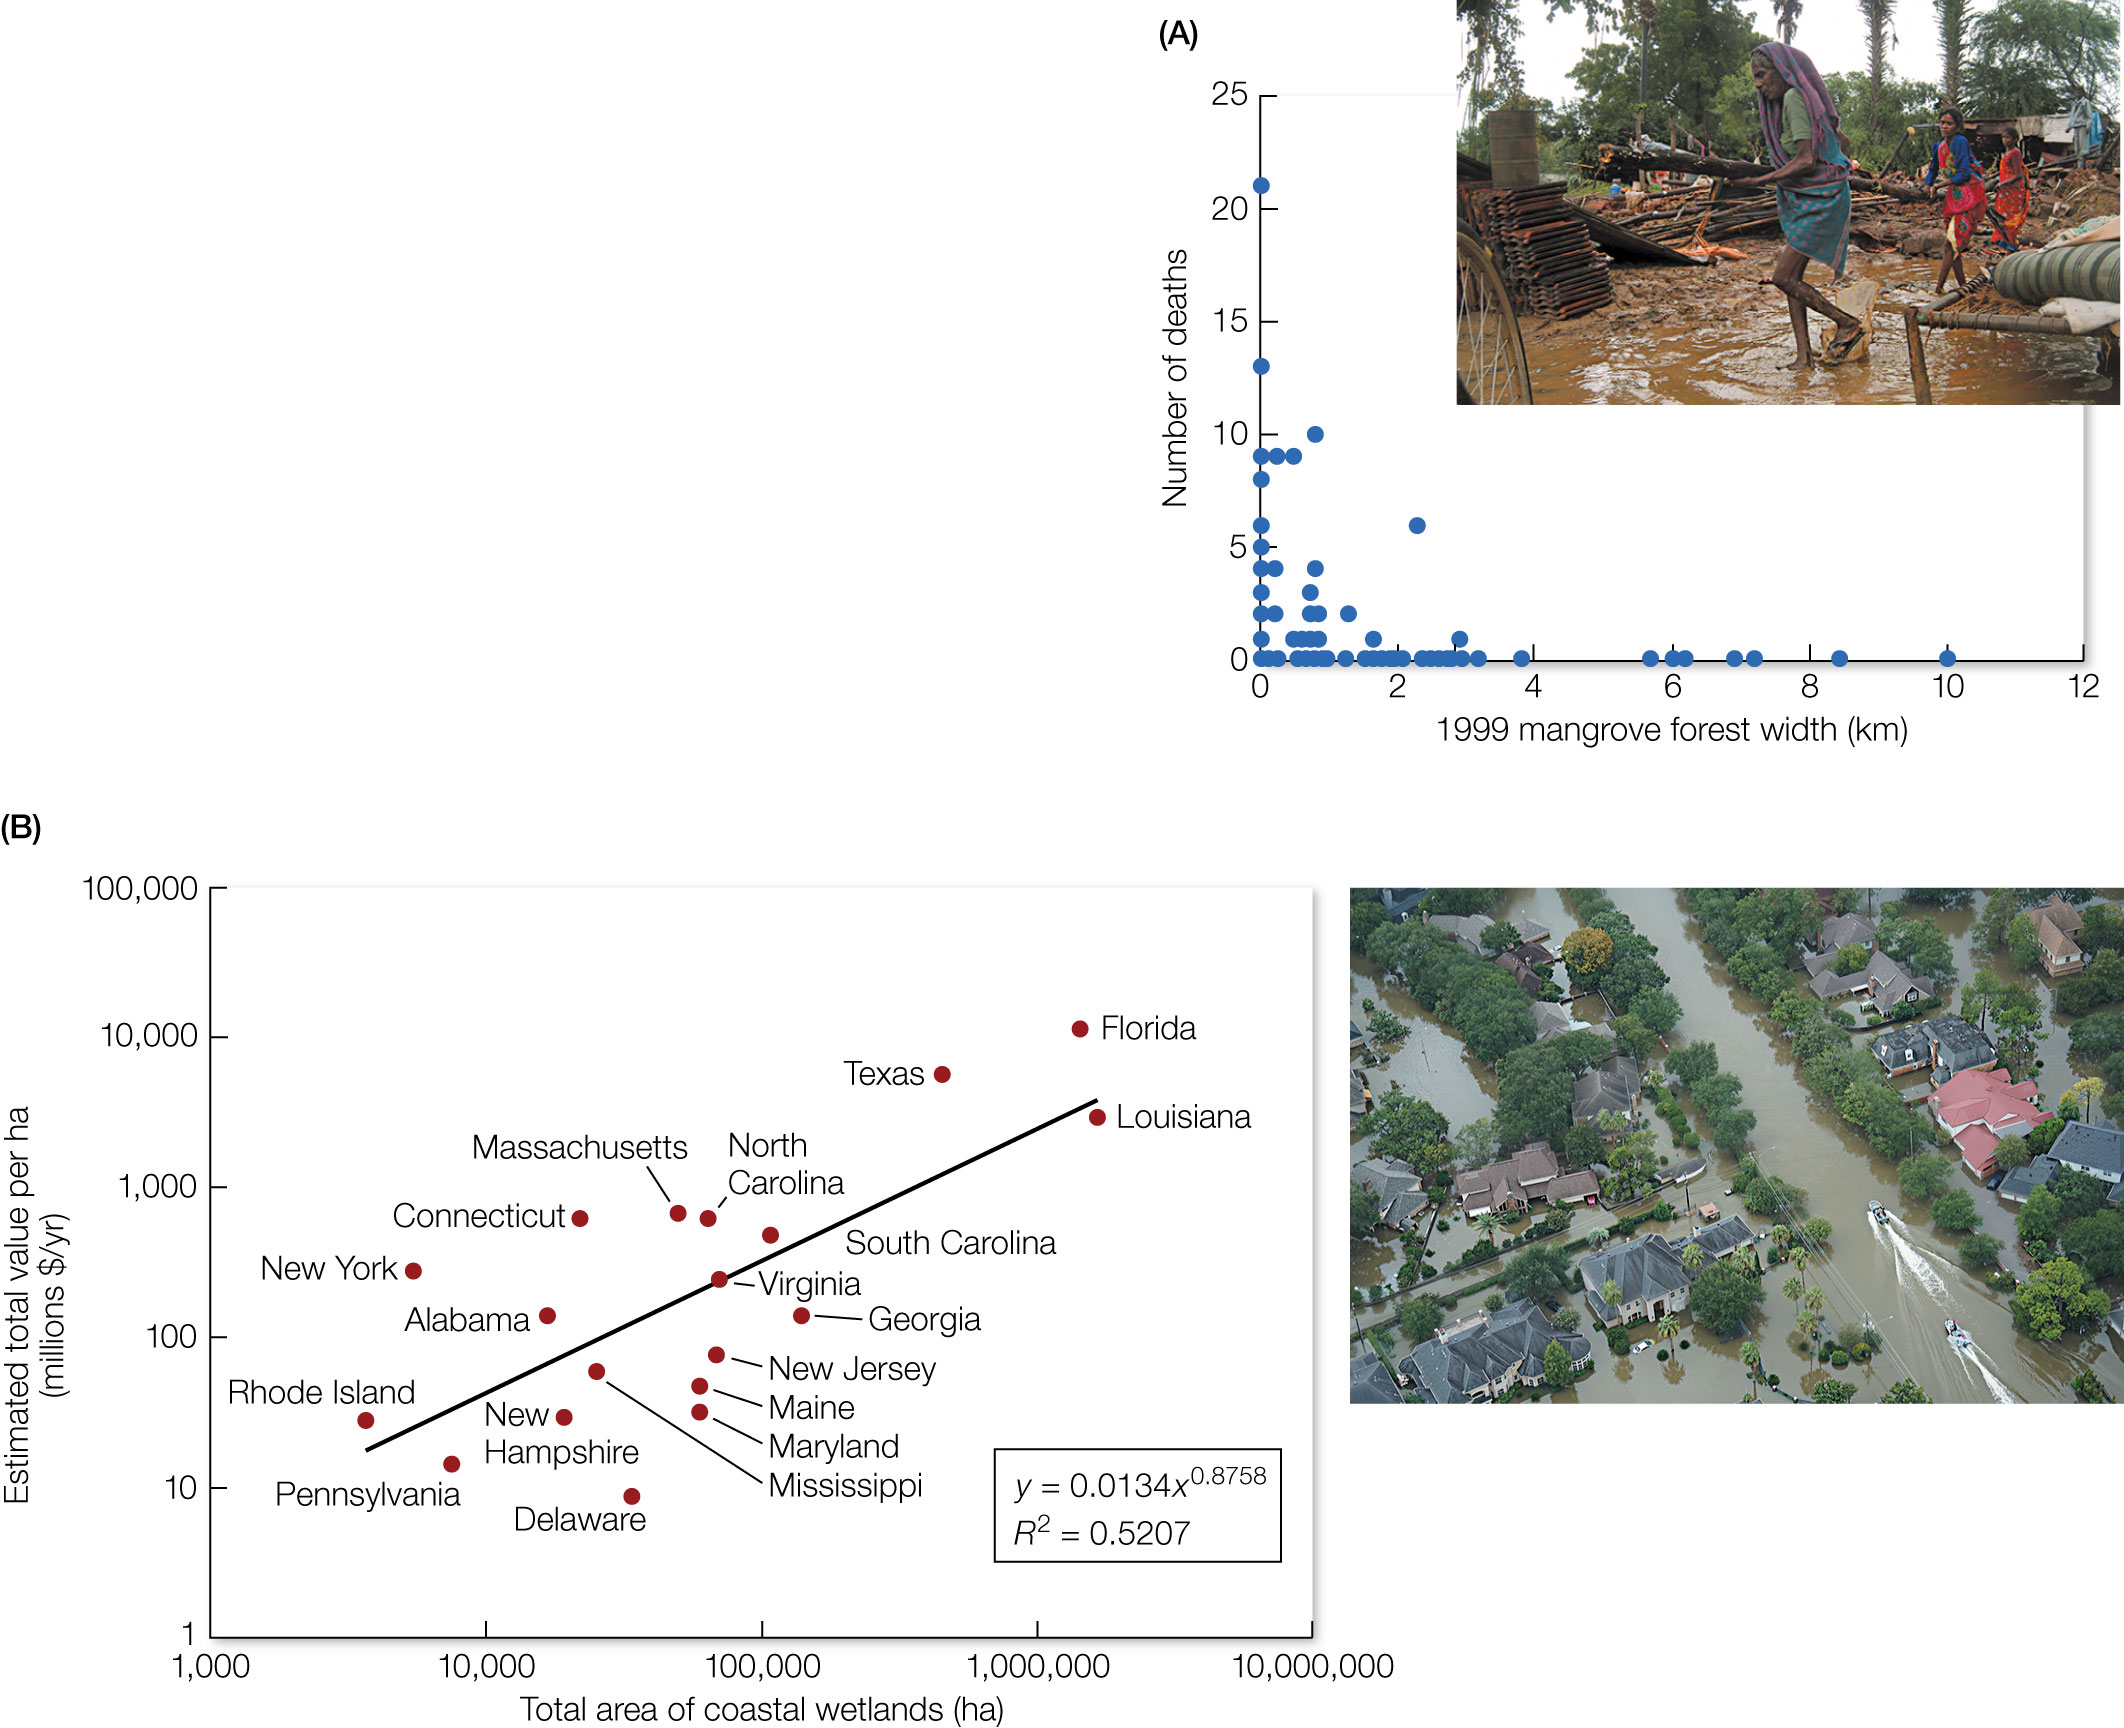 (A)
25
20
15
10
5
0
Number of deaths
0 2 4 6 8 10 12
1999 mangrove forest width (km)
(B)
100,000
10,000
1,000
100
10
1
Estimated total value per ha
(millions $/yr)
Florida
Texas
Louisiana
Massachusetts
North
Carolina
Connecticut
South Carolina
New York
Virginia
Alabama
Georgia
New Jersey
Rhode Island
Maine
New
Hampshire
Maryland
Mississippi
Pennsylvania
Delaware
y = 0.0134x^0.8758
R² = 0.5207
1,000 10,000 100,000 1,000,000 10,000,000
Total area of coastal wetlands (ha)